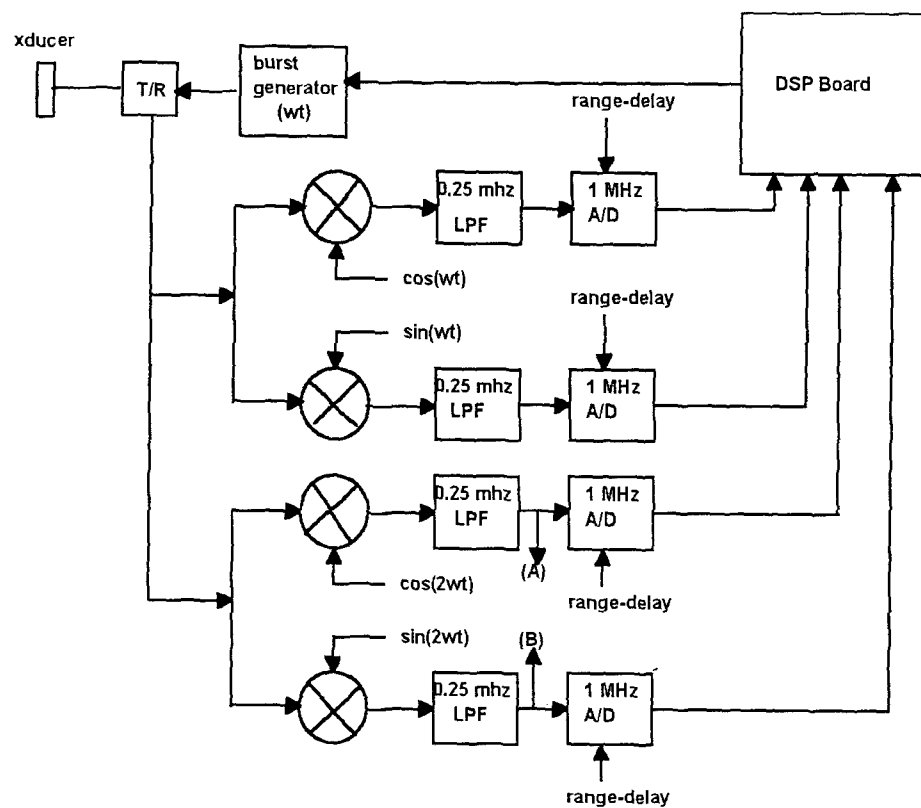 xducer
T/R
burst
generator
(wt)
DSP Board
range-delay
0.25 mhz
LPF
1 MHz
A/D
cos(wt)
range-delay
sin(wt)
0.25 mhz
LPF
1 MHz
A/D
0.25 mhz
LPF
1 MHz
A/D
(A)
cos(2wt)
range-delay
sin(2wt)
(B)
0.25 mhz
LPF
1 MHz
A/D
range-delay